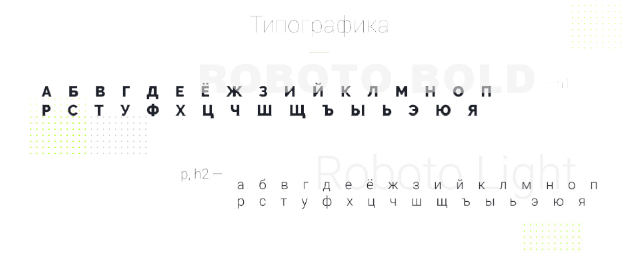 Типографика
ROBOTO BOLD
А Б В Г Д Е Ё Ж З И Й К Л М Н О П
Р С Т У Ф Х Ц Ч Ш Щ Ъ Ы Ь Э Ю Я
Roboto Light
p, h2 —
а б в г д е ё ж з и й к л м н о п
р с т у ф х ц ч ш щ ъ ы ь э ю я